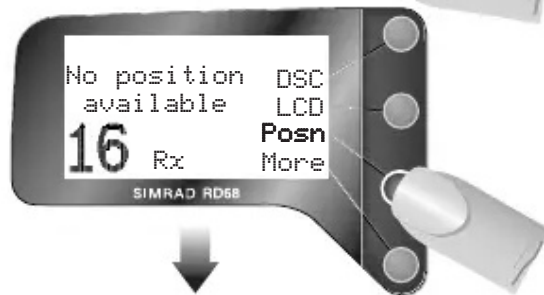 No position
available
16 Rx
DSC
LCD
Posn
More
SIMRAD RD68